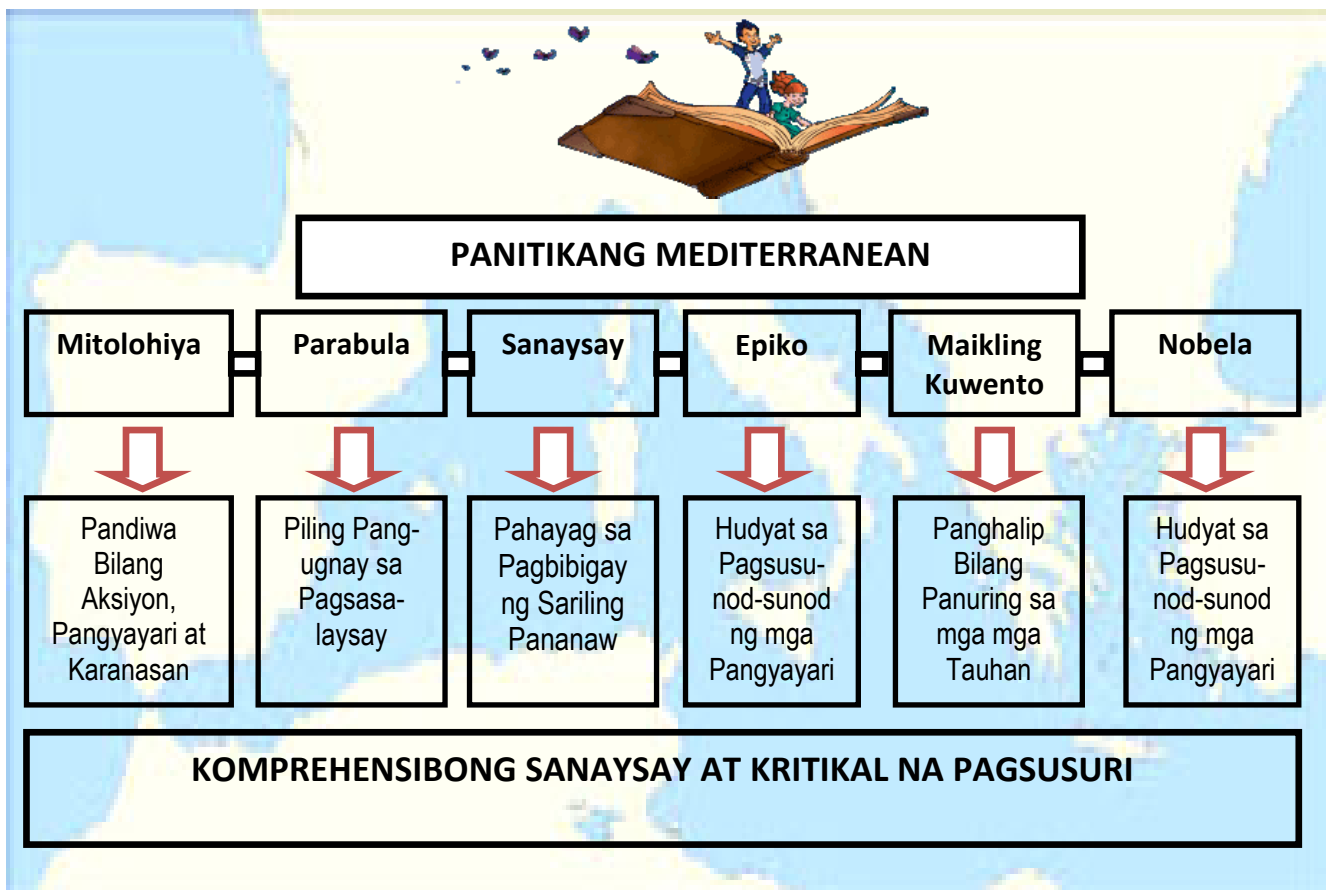 PANITIKANG MEDITERRANEAN
Mitolohiya
Parabula
Sanaysay
Epiko
Maikling
Kuwento
Nobela
Pandiwa
Bilang
Aksiyon,
Pangyayari at
Karanasan
Piling Pang-
ugnay sa
Pagsasa-
laysay
Pahayag sa
Pagbibigay
ng Sariling
Pananaw
Hudyat sa
Pagsusu-
nod-sunod
ng mga
Pangyayari
Panghalip
Bilang
Panuring sa
mga mga
Tauhan
Hudyat sa
Pagsusu-
nod-sunod
ng mga
Pangyayari
KOMPREHENSIBONG SANAYSAY AT KRITIKAL NA PAGSUSURI